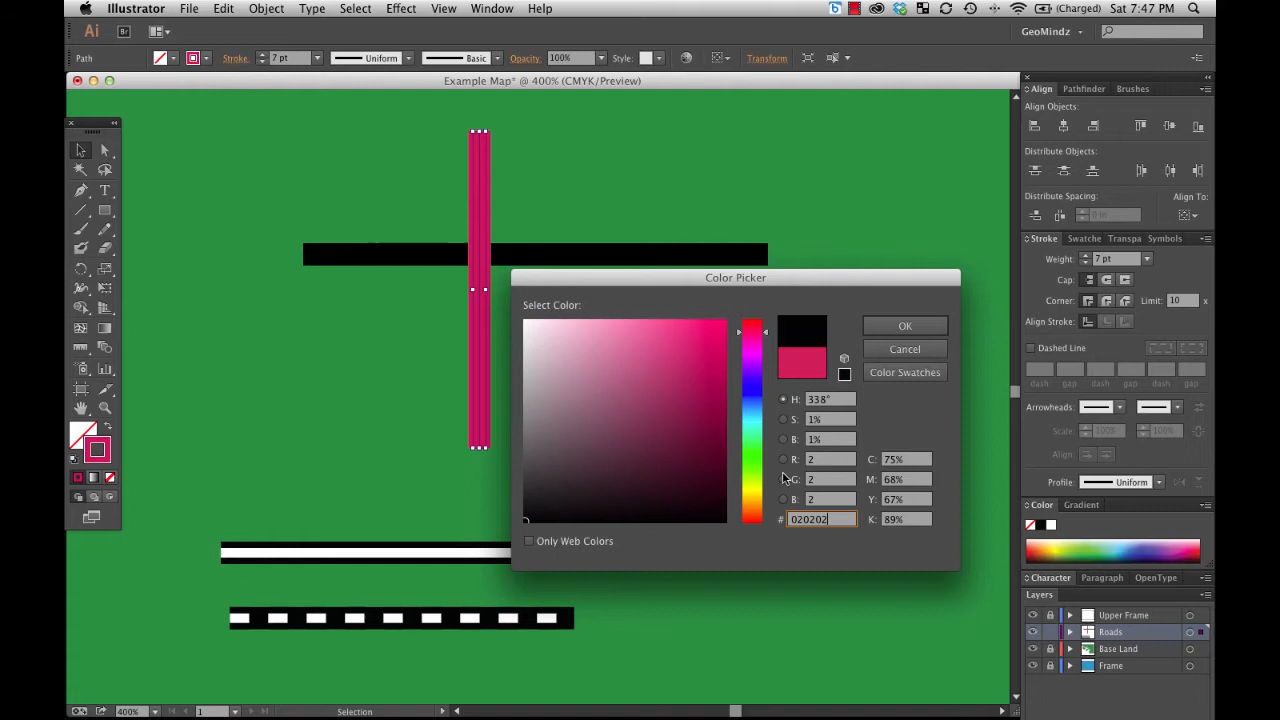 Illustrator File Edit Object Type Select Effect View Window Help (Charged) Sat 7:47 PM
Ai Br GeoMindz
Path Stroke: 7 pt Uniform Basic Opacity: 100% Style: Transform
Example Map* @ 400% (CMYK/Preview)
Align Pathfinder Brushes
Align Objects:
Distribute Objects:
Distribute Spacing: Align To:
0 in
Stroke Swatche Transpa Symbols
Weight: 7 pt
Cap:
Corner: Limit: 10 x
Align Stroke:
Dashed Line
dash gap dash gap dash gap
Arrowheads:
Scale: 100% 100%
Align:
Profile: Uniform
Color Gradient
Character Paragraph OpenType
Layers
Upper Frame
Roads
Base Land
Frame
Color Picker
Select Color:
OK
Cancel
Color Swatches
H: 338°
S: 1%
B: 1%
R: 2 C: 75%
G: 2 M: 68%
B: 2 Y: 67%
# 020202 K: 89%
Only Web Colors
T
400% 1 Selection